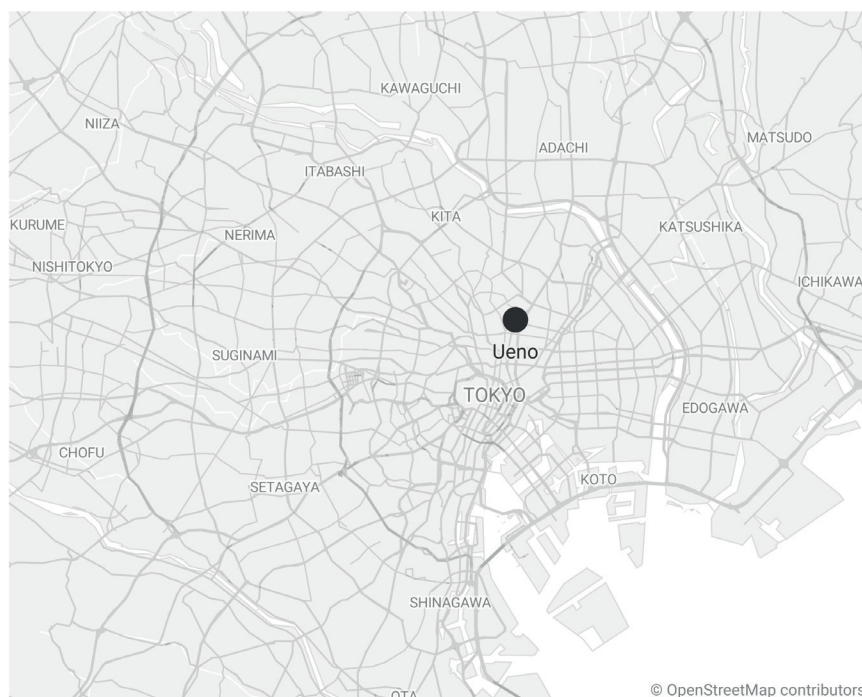 KAWAGUCHI
NIIZA
MATSUDO
ADACHI
ITABASHI
KITA
KURUME
NERIMA
KATSUSHIKA
NISHITOKYO
ICHIKAWA
Ueno
SUGINAMI
TOKYO
EDOGAWA
CHOFU
KOTO
SETAGAYA
SHINAGAWA
OTA
© OpenStreetMap contributors